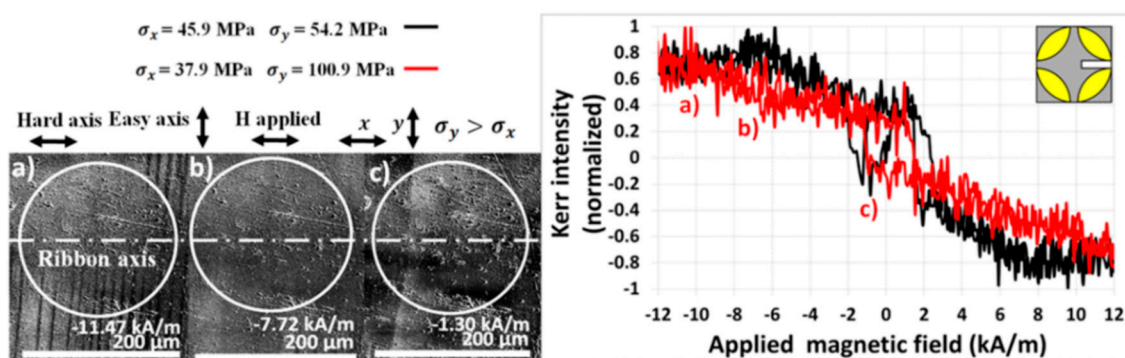 σx = 45.9 MPa σy = 54.2 MPa
σx = 37.9 MPa σy = 100.9 MPa
Hard axis Easy axis H applied x y σy > σx
a) b) c)
Ribbon axis
-11.47 kA/m -7.72 kA/m -1.30 kA/m
200 μm 200 μm 200 μm
Kerr intensity
(normalized)
1
0.8
0.6
0.4
0.2
0
-0.2
-0.4
-0.6
-0.8
-1
a)
b)
c)
-12 -10 -8 -6 -4 -2 0 2 4 6 8 10 12
Applied magnetic field (kA/m)